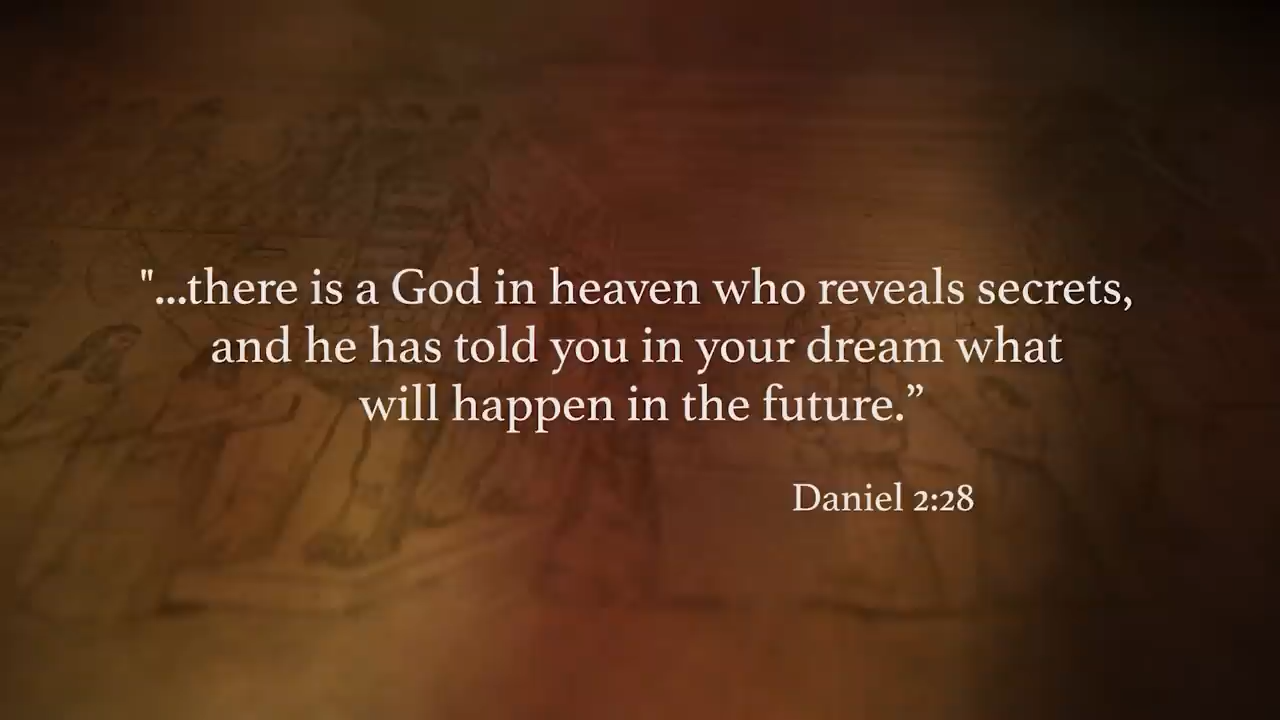 "...there is a God in heaven who reveals secrets,
and he has told you in your dream what
will happen in the future.”
Daniel 2:28